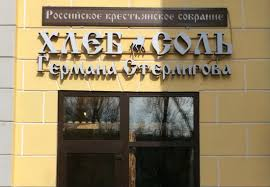 Российское крестьянское собрание
ХЛЕБ СОЛЬ
Германа Стерлигова